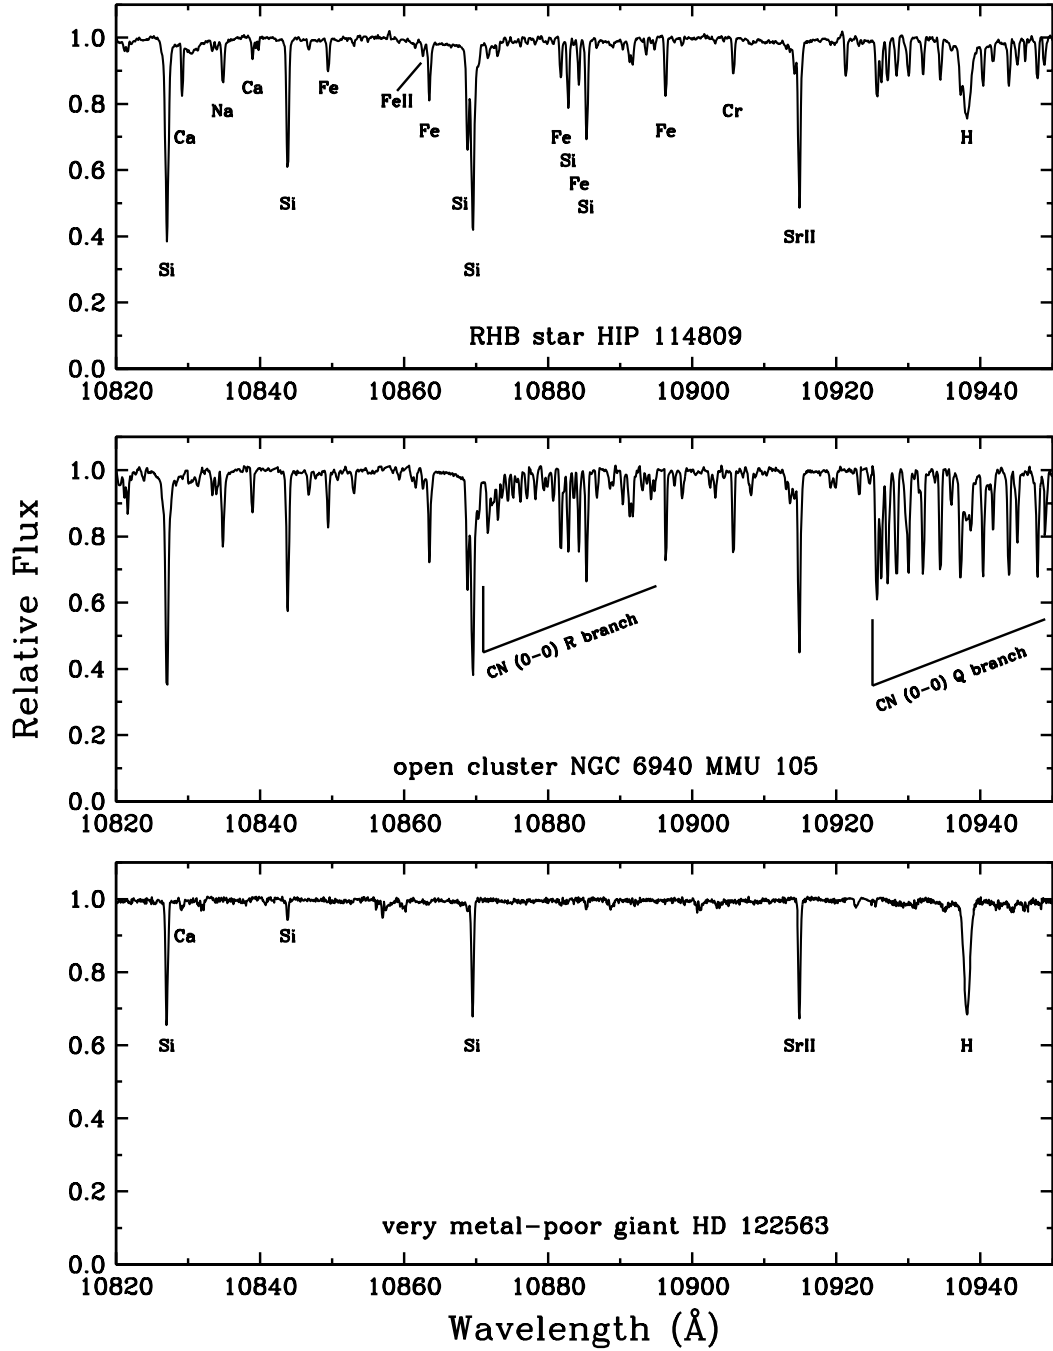 1.0
0.8
0.6
0.4
0.2
0.0
Ca
Fe
FeII
Na
Cr
Fe
Fe
Ca
Fe
H
Si
Fe
Si
Si
Si
SrII
Si
Si
RHB star HIP 114809
10820 10840 10860 10880 10900 10920 10940
Relative Flux
1.0
0.8
0.6
0.4
0.2
0.0
CN (0-0) R branch
CN (0-0) Q branch
open cluster NGC 6940 MMU 105
10820 10840 10860 10880 10900 10920 10940
1.0
0.8
0.6
0.4
0.2
0.0
Ca
Si
Si
Si
SrII
H
very metal-poor giant HD 122563
10820 10840 10860 10880 10900 10920 10940
Wavelength (Å)